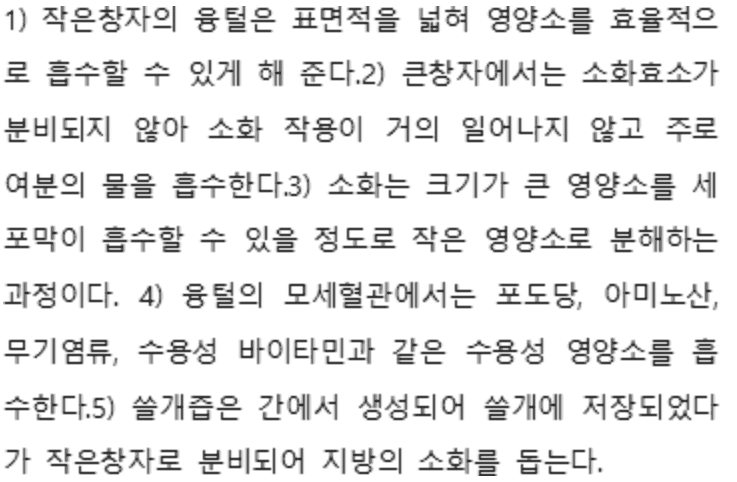 1) 작은창자의 융털은 표면적을 넓혀 영양소를 효율적으
로 흡수할 수 있게 해 준다.2) 큰창자에서는 소화효소가
분비되지 않아 소화 작용이 거의 일어나지 않고 주로
여분의 물을 흡수한다.3) 소화는 크기가 큰 영양소를 세
포막이 흡수할 수 있을 정도로 작은 영양소로 분해하는
과정이다. 4) 융털의 모세혈관에서는 포도당, 아미노산,
무기염류, 수용성 바이타민과 같은 수용성 영양소를 흡
수한다.5) 쓸개즙은 간에서 생성되어 쓸개에 저장되었다
가 작은창자로 분비되어 지방의 소화를 돕는다.